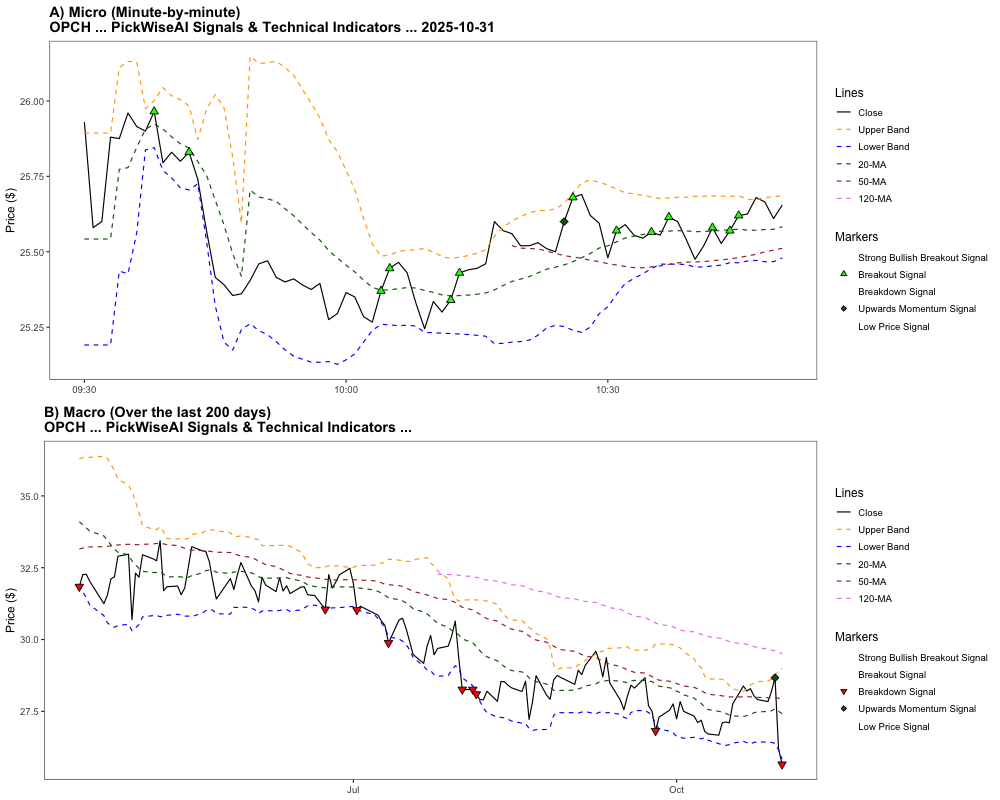 A) Micro (Minute-by-minute)
OPCH ... PickWiseAI Signals & Technical Indicators ... 2025-10-31
Price ($)
26.00
25.75
25.50
25.25
09:30
10:00
10:30
Lines
Close
Upper Band
Lower Band
20-MA
50-MA
120-MA
Markers
Strong Bullish Breakout Signal
Breakout Signal
Breakdown Signal
Upwards Momentum Signal
Low Price Signal
B) Macro (Over the last 200 days)
OPCH ... PickWiseAI Signals & Technical Indicators ...
Price ($)
35.0
32.5
30.0
27.5
Jul
Oct
Lines
Close
Upper Band
Lower Band
20-MA
50-MA
120-MA
Markers
Strong Bullish Breakout Signal
Breakout Signal
Breakdown Signal
Upwards Momentum Signal
Low Price Signal